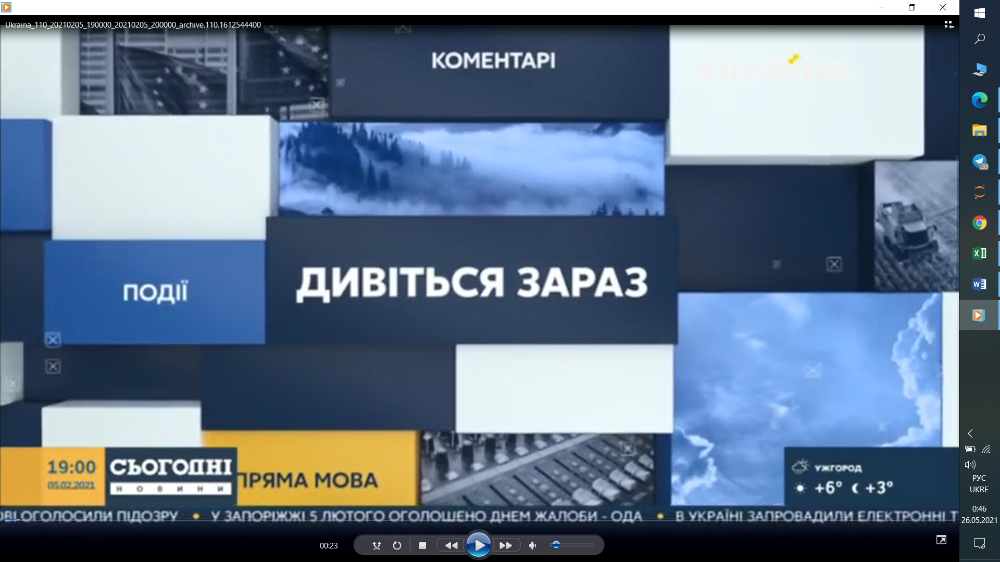 Ukraina_110_20210205_190000_20210205_200000_archive.110.1612544400
КОМЕНТАРІ
УКРАЇНА
ПОДІЇ
ДИВІТЬСЯ ЗАРАЗ
19:00
05.02.2021
СЬОГОДНІ
НОВИНИ
ПРЯМА МОВА
УЖГОРОД
+6° +3°
ОГОЛОСИЛИ ПІДОЗРУ • У ЗАПОРІЖЖІ 5 ЛЮТОГО ОГОЛОШЕНО ДНЕМ ЖАЛОБИ - ОДА • В УКРАЇНІ ЗАПРОВАДИЛИ ЕЛЕКТРОННІ
00:23
33
РУС
UKRE
0:46
26.05.2021